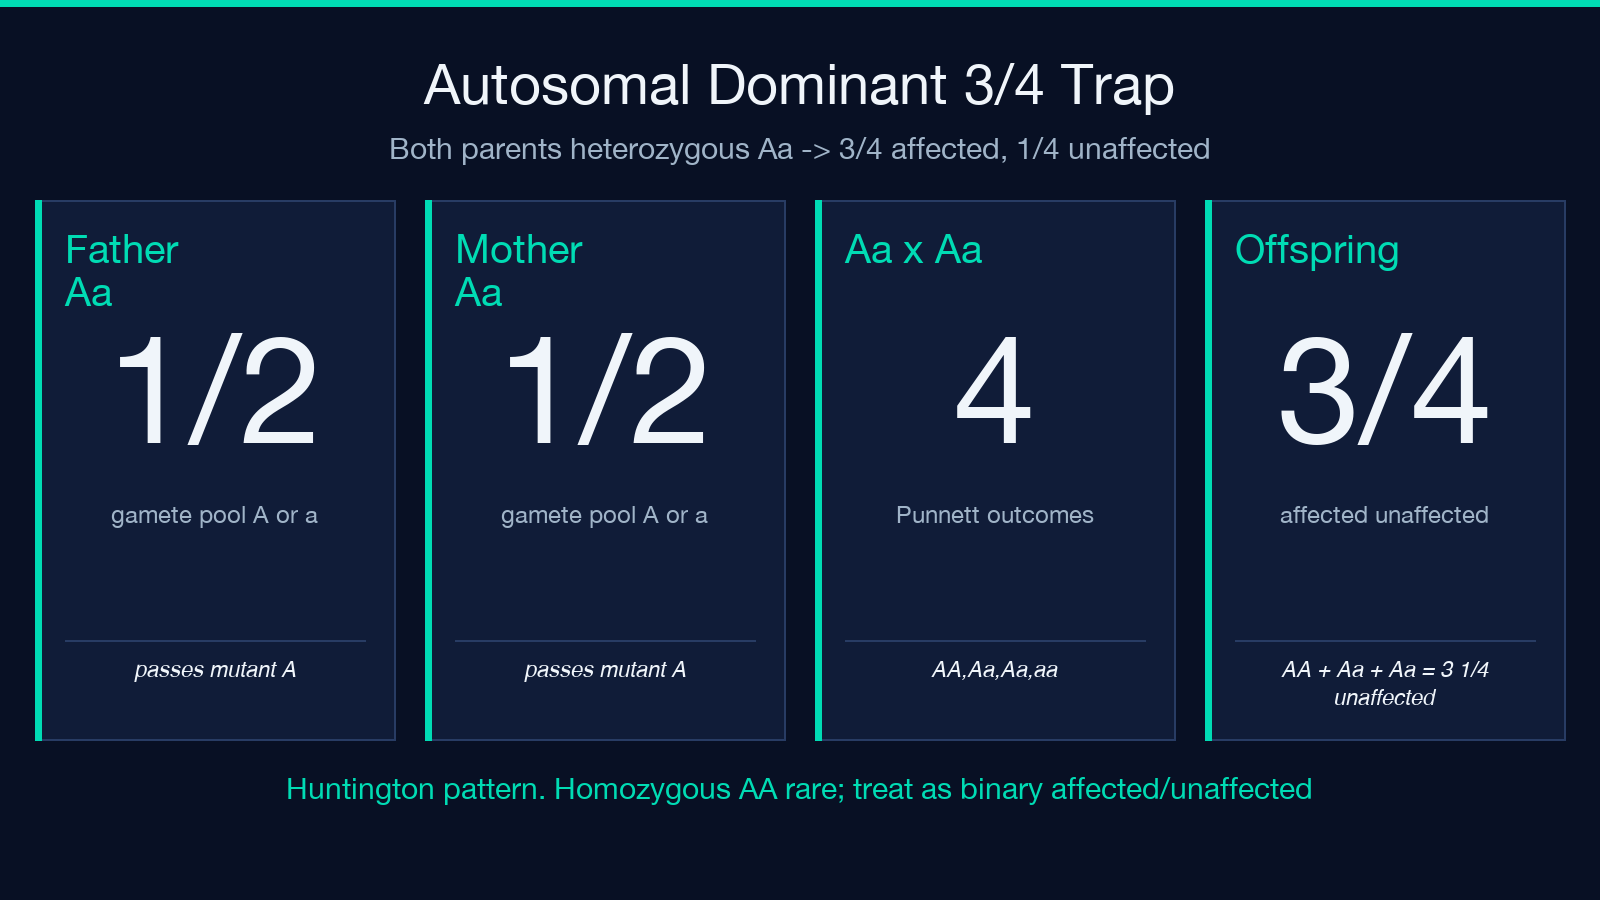 Autosomal Dominant 3/4 Trap
Both parents heterozygous Aa -> 3/4 affected, 1/4 unaffected
Father
Aa
1/2
gamete pool A or a
passes mutant A
Mother
Aa
1/2
gamete pool A or a
passes mutant A
Aa x Aa
4
Punnett outcomes
AA,Aa,Aa,aa
Offspring
3/4
affected unaffected
AA + Aa + Aa = 3 1/4
unaffected
Huntington pattern. Homozygous AA rare; treat as binary affected/unaffected